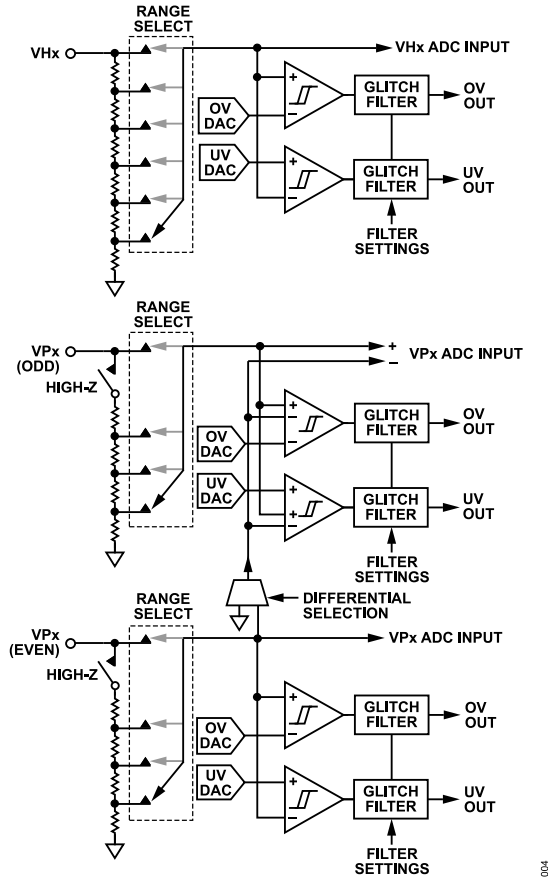 RANGE
SELECT
VHx
VHx ADC INPUT
OV
DAC
+
−
GLITCH
FILTER
OV
OUT
UV
DAC
+
−
GLITCH
FILTER
UV
OUT
FILTER
SETTINGS
RANGE
SELECT
VPx
(ODD)
HIGH-Z
+
−
VPx ADC INPUT
OV
DAC
+
−
−
GLITCH
FILTER
OV
OUT
UV
DAC
+
+
−
GLITCH
FILTER
UV
OUT
FILTER
SETTINGS
DIFFERENTIAL
SELECTION
RANGE
SELECT
VPx
(EVEN)
HIGH-Z
VPx ADC INPUT
OV
DAC
+
−
GLITCH
FILTER
OV
OUT
UV
DAC
+
−
GLITCH
FILTER
UV
OUT
FILTER
SETTINGS
004